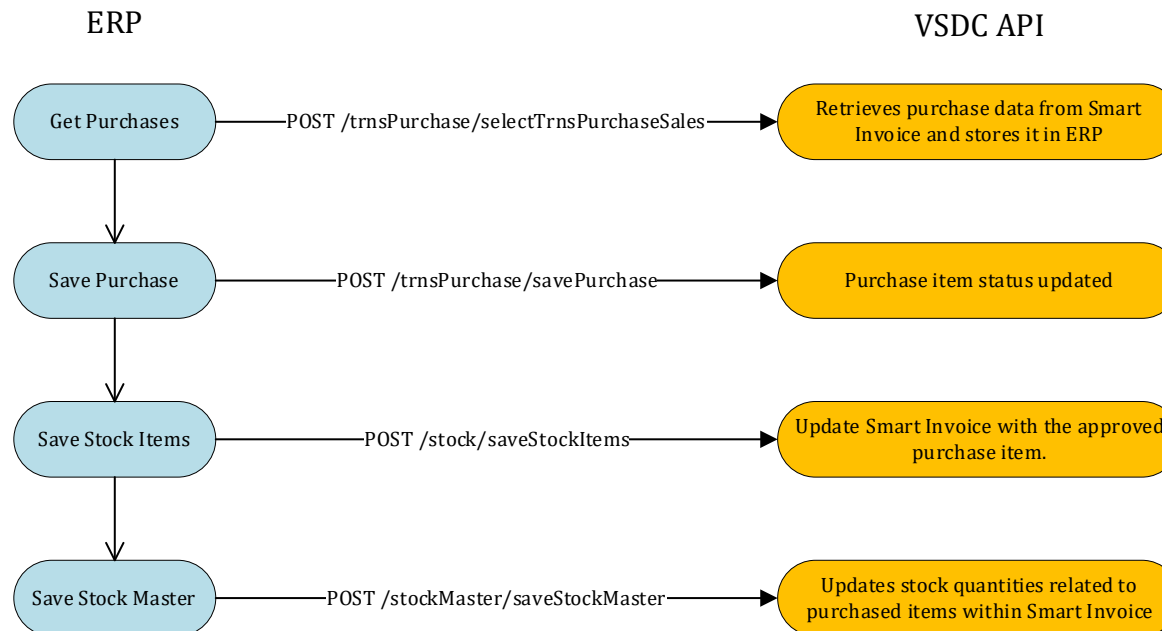 ERP
VSDC API
Get Purchases
POST /trnsPurchase/selectTrnsPurchaseSales
Retrieves purchase data from Smart
Invoice and stores it in ERP
Save Purchase
POST /trnsPurchase/savePurchase
Purchase item status updated
Save Stock Items
POST /stock/saveStockItems
Update Smart Invoice with the approved
purchase item.
Save Stock Master
POST /stockMaster/saveStockMaster
Updates stock quantities related to
purchased items within Smart Invoice